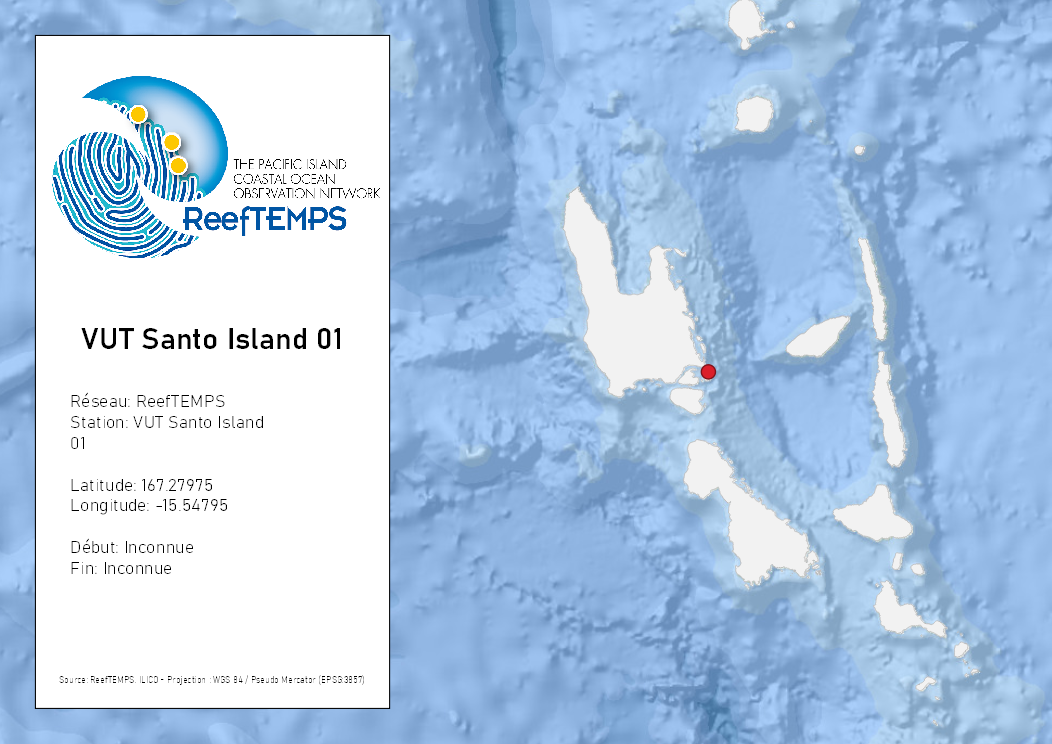 THE PACIFIC ISLAND
COASTAL OCEAN
OBSERVATION NETWORK
ReefTEMPS
VUT Santo Island 01
Réseau: ReefTEMPS
Station: VUT Santo Island
01
Latitude: 167.27975
Longitude: -15.54795
Début: Inconnue
Fin: Inconnue
Source: ReefTEMPS, ILICO - Projection : WGS 84 / Pseudo Mercator (EPSG:3857)